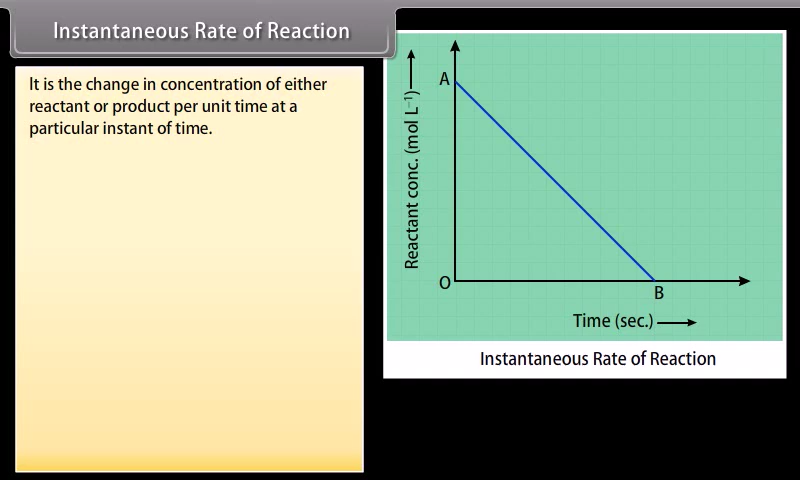 Instantaneous Rate of Reaction
It is the change in concentration of either
reactant or product per unit time at a
particular instant of time.
Reactant conc. (mol L⁻¹)
A
O
B
Time (sec.)
Instantaneous Rate of Reaction